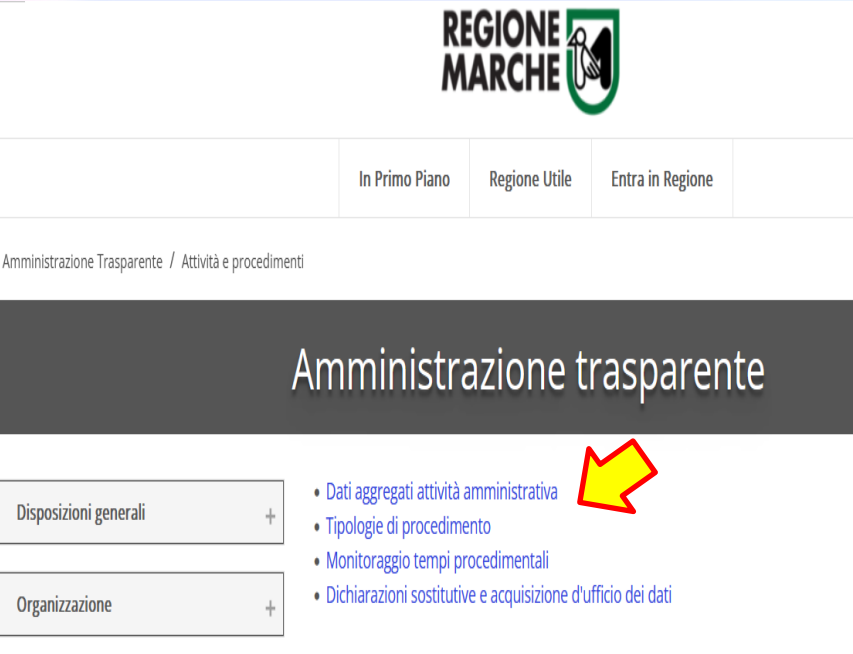 REGIONE
MARCHE
In Primo Piano
Regione Utile
Entra in Regione
Amministrazione Trasparente / Attività e procedimenti
Amministrazione trasparente
Disposizioni generali +
Organizzazione +
• Dati aggregati attività amministrativa
• Tipologie di procedimento
• Monitoraggio tempi procedimentali
• Dichiarazioni sostitutive e acquisizione d'ufficio dei dati